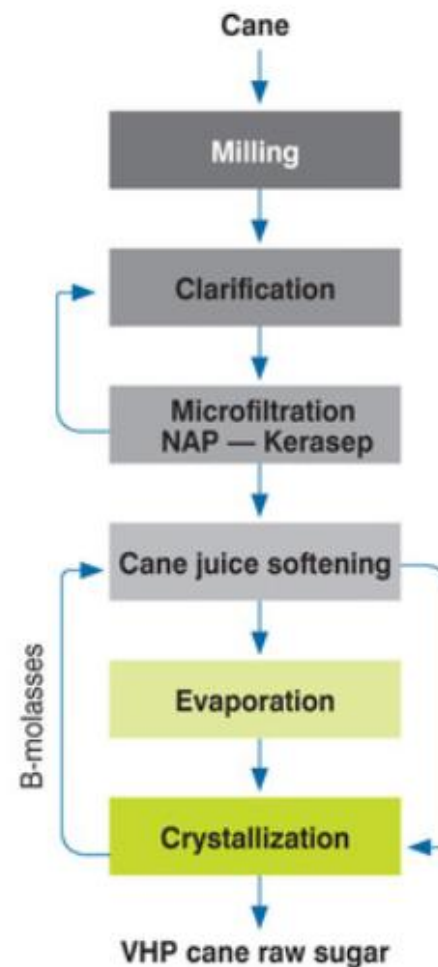 Cane
Milling
Clarification
Microfiltration
NAP — Kerasep
Cane juice softening
B-molasses
Evaporation
Crystallization
VHP cane raw sugar